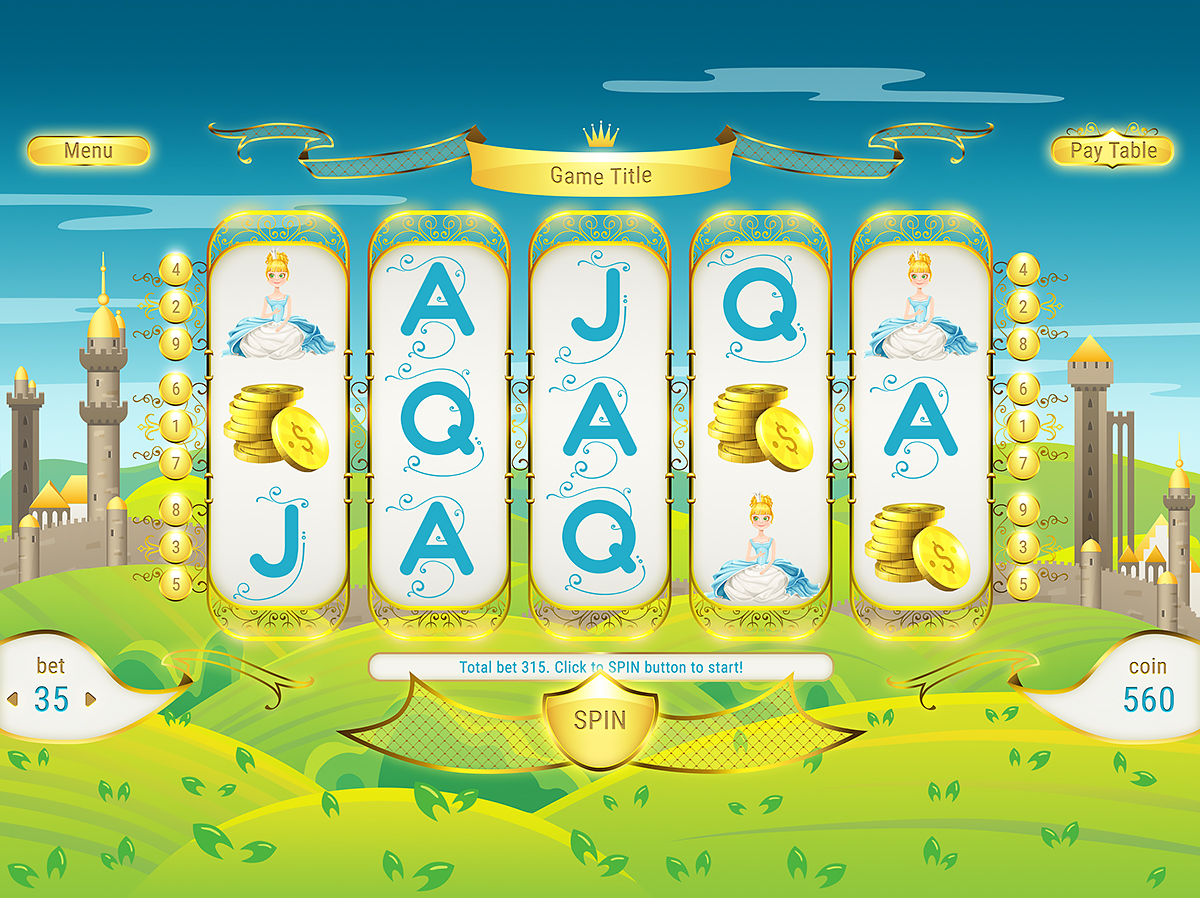 Menu
Game Title
Pay Table
A J Q
4 4
2 2
9 8
$ Q A $ A
6 6
1 1
7 7
J A Q $
8 9
3 3
5 5
bet
35
Total bet 315. Click to SPIN button to start!
SPIN
coin
560